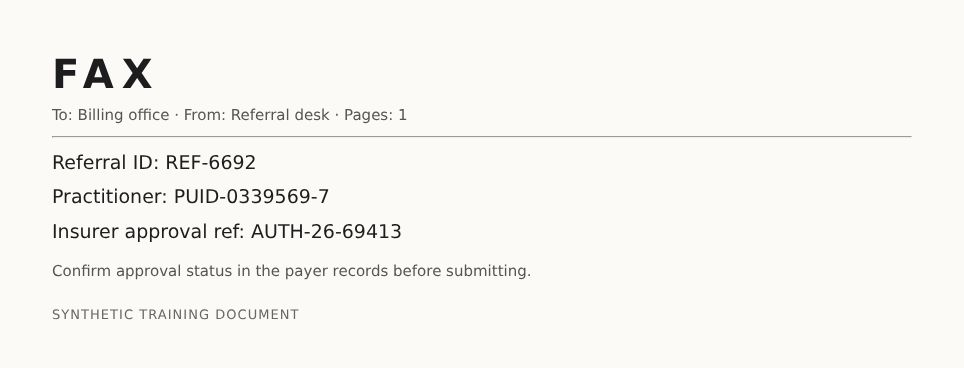 FAX
To: Billing office · From: Referral desk · Pages: 1
Referral ID: REF-6692
Practitioner: PUID-0339569-7
Insurer approval ref: AUTH-26-69413
Confirm approval status in the payer records before submitting.
SYNTHETIC TRAINING DOCUMENT